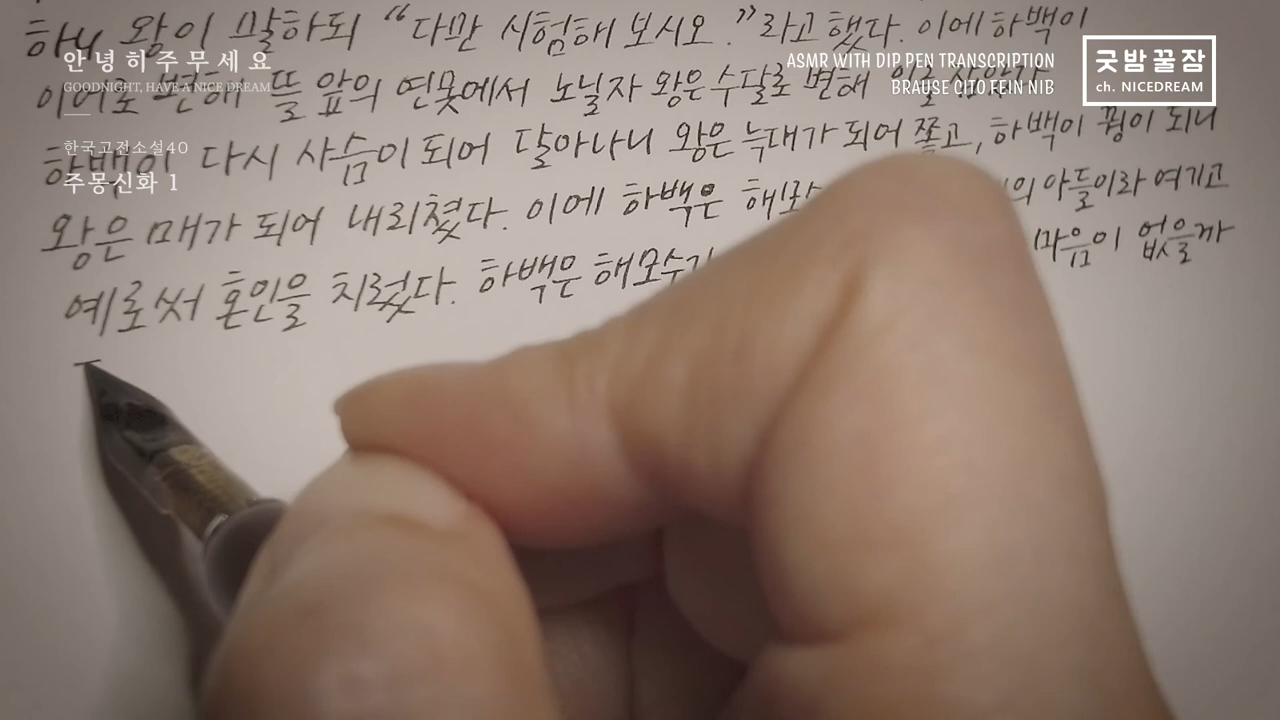 안녕히주무세요
GOODNIGHT, HAVE A NICE DREAM
한국고전소설40
주몽신화 1
ASMR WITH DIP PEN TRANSCRIPTION
BRAUSE CITO FEIN NIB
굿밤꿀잠
ch. NICEDREAM
하니 왕이 말하되 “다만 시험해 보시오.”라고 했다. 이에 하백이
이어로 변해 뜰 앞의 연못에서 노닐자 왕은 수달로 변해
하백이 다시 사슴이 되어 달아나니 왕은 늑대가 되어 쫓고, 하백이 꿩이 되니
왕은 매가 되어 내리쳤다. 이에 하백은 아들이라 여기고
예로써 혼인을 치렀다. 하백은 해모수가 마음이 없을까